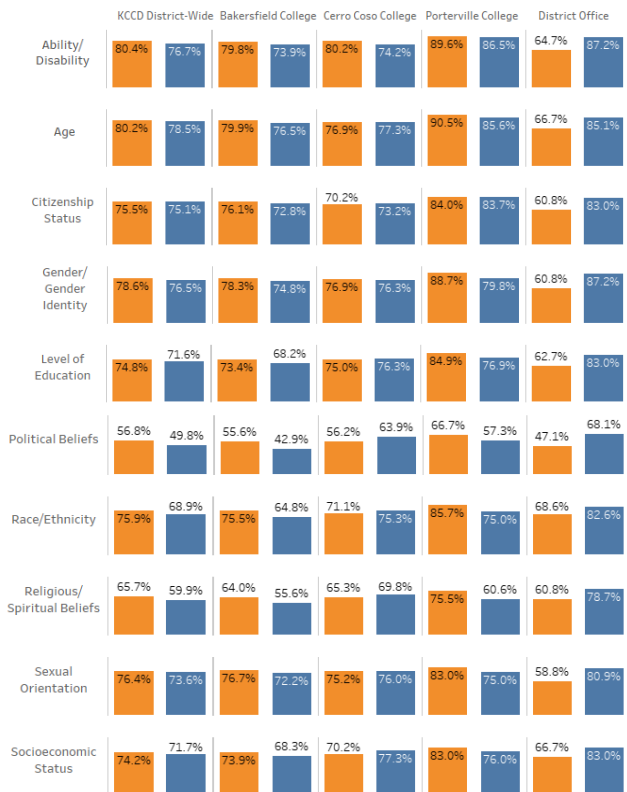 KCCD District-Wide Bakersfield College Cerro Coso College Porterville College District Office
Ability/
Disability
80.4% 76.7% 79.8% 73.9% 80.2% 74.2% 89.6% 86.5% 64.7% 87.2%
Age
80.2% 78.5% 79.9% 76.5% 76.9% 77.3% 90.5% 85.6% 66.7% 85.1%
Citizenship
Status
75.5% 75.1% 76.1% 72.8% 70.2% 73.2% 84.0% 83.7% 60.8% 83.0%
Gender/
Gender
Identity
78.6% 76.5% 78.3% 74.8% 76.9% 76.3% 88.7% 79.8% 60.8% 87.2%
Level of
Education
74.8% 71.6% 73.4% 68.2% 75.0% 76.3% 84.9% 76.9% 62.7% 83.0%
Political Beliefs
56.8% 49.8% 55.6% 42.9% 56.2% 63.9% 66.7% 57.3% 47.1% 68.1%
Race/Ethnicity
75.9% 68.9% 75.5% 64.8% 71.1% 75.3% 85.7% 75.0% 68.6% 82.6%
Religious/
Spiritual Beliefs
65.7% 59.9% 64.0% 55.6% 65.3% 69.8% 75.5% 60.6% 60.8% 78.7%
Sexual
Orientation
76.4% 73.6% 76.7% 72.2% 75.2% 76.0% 83.0% 75.0% 58.8% 80.9%
Socioeconomic
Status
74.2% 71.7% 73.9% 68.3% 70.2% 77.3% 83.0% 76.0% 66.7% 83.0%